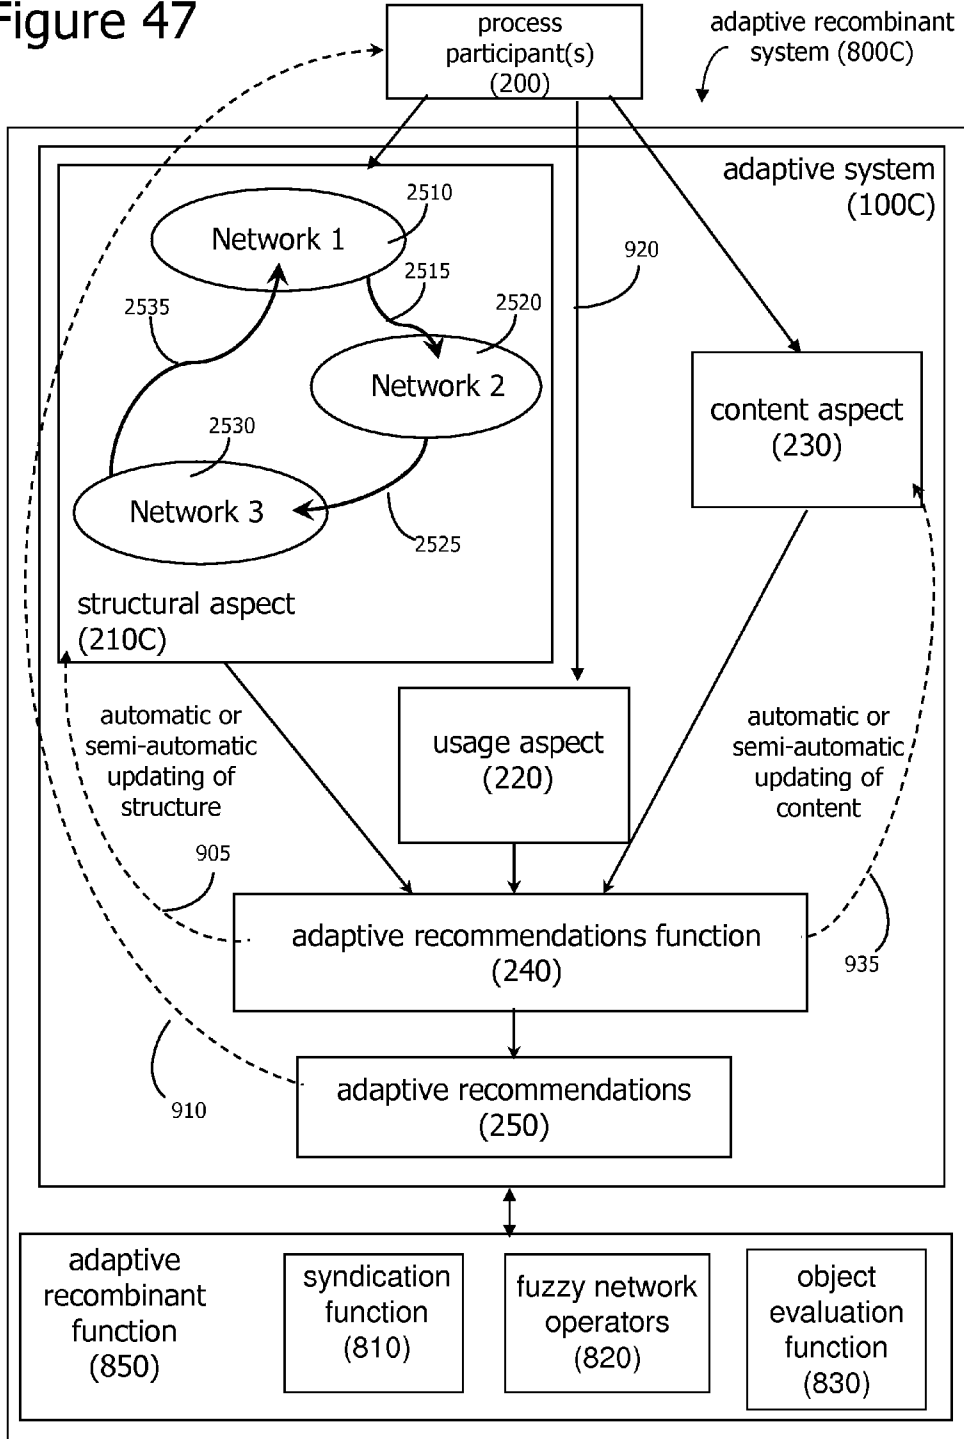 Figure 47
process
participant(s)
(200)
adaptive recombinant
system (800C)
adaptive system
(100C)
2510
Network 1
2515
920
2535
2520
Network 2
content aspect
(230)
2530
Network 3
2525
structural aspect
(210C)
automatic or
semi-automatic
updating of
structure
usage aspect
(220)
automatic or
semi-automatic
updating of
content
905
adaptive recommendations function
(240)
935
adaptive recommendations
(250)
910
adaptive
recombinant
function
(850)
syndication
function
(810)
fuzzy network
operators
(820)
object
evaluation
function
(830)